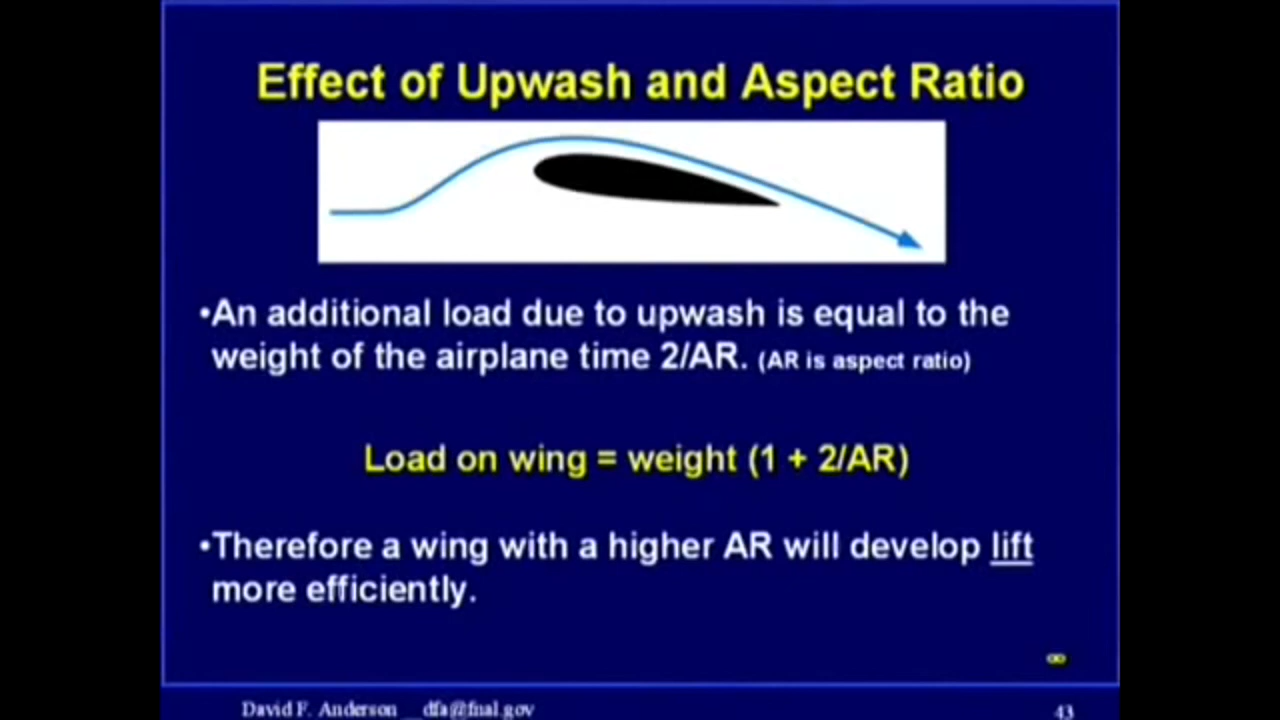 Effect of Upwash and Aspect Ratio
•An additional load due to upwash is equal to the
weight of the airplane time 2/AR. (AR is aspect ratio)
Load on wing = weight (1 + 2/AR)
•Therefore a wing with a higher AR will develop lift
more efficiently.
∞
David F. Anderson __dfa@fnal.gov
43